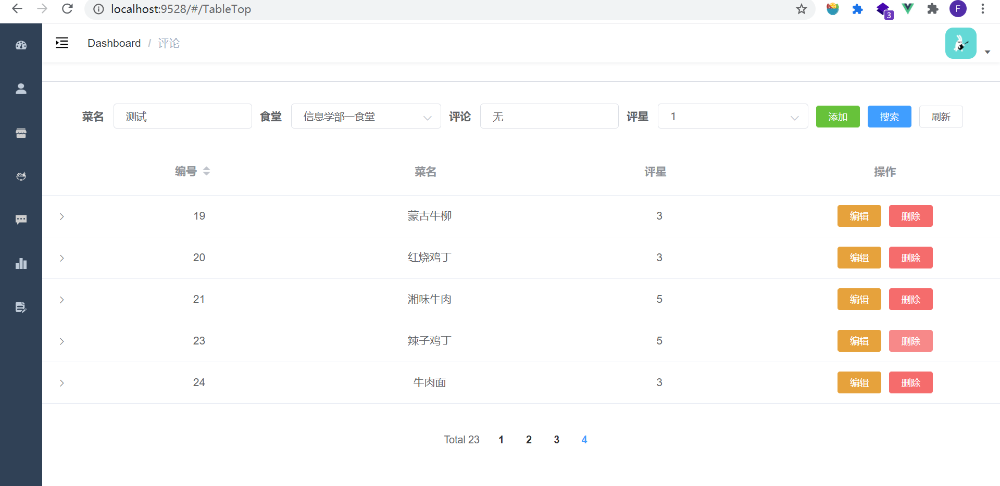 localhost:9528/#/TableTop
3
F
Dashboard / 评论
菜名 测试 食堂 信息学部一食堂 评论 无 评星 1 添加 搜索 刷新
编号 菜名 评星 操作
19 蒙古牛柳 3 编辑 删除
20 红烧鸡丁 3 编辑 删除
21 湘味牛肉 5 编辑 删除
23 辣子鸡丁 5 编辑 删除
24 牛肉面 3 编辑 删除
Total 23 1 2 3 4